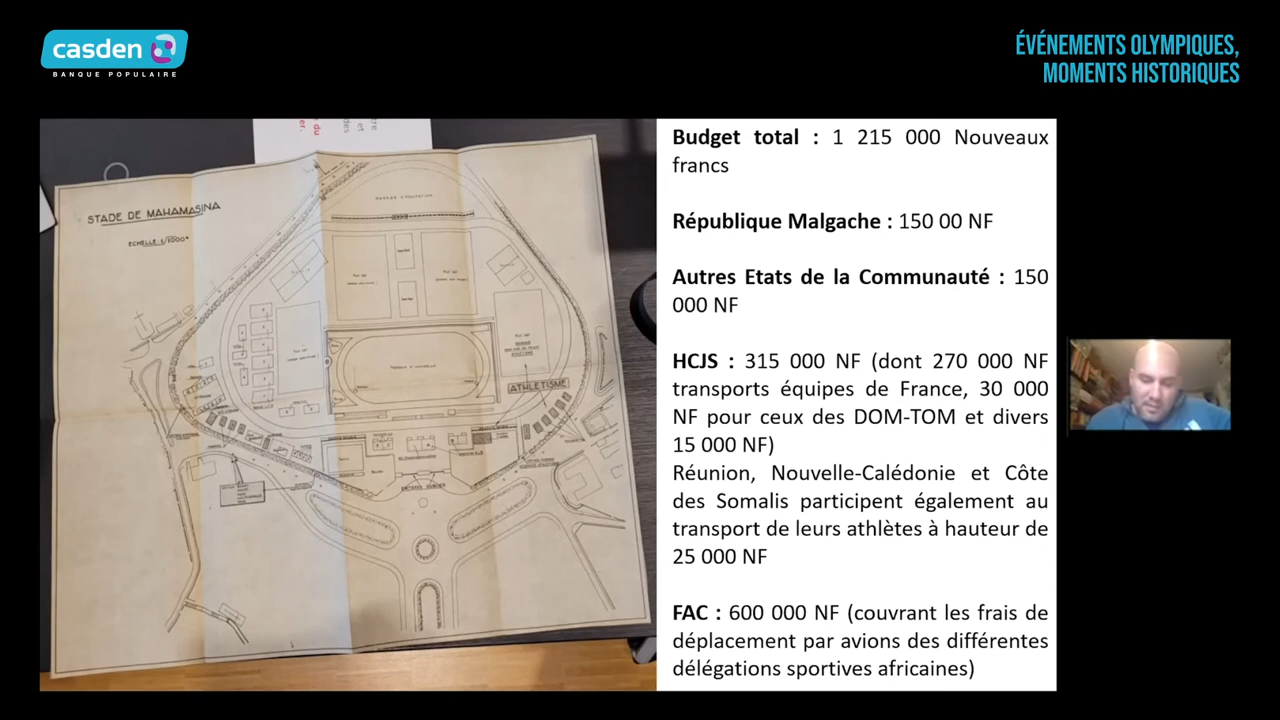 casden
BANQUE POPULAIRE
ÉVÉNEMENTS OLYMPIQUES,
MOMENTS HISTORIQUES
STADE DE MAHAMASINA
ECHELLE 1/2000
ATHLÉTISME
Budget total : 1 215 000 Nouveaux
francs
République Malgache : 150 00 NF
Autres Etats de la Communauté : 150
000 NF
HCJS : 315 000 NF (dont 270 000 NF
transports équipes de France, 30 000
NF pour ceux des DOM-TOM et divers
15 000 NF)
Réunion, Nouvelle-Calédonie et Côte
des Somalis participent également au
transport de leurs athlètes à hauteur de
25 000 NF
FAC : 600 000 NF (couvrant les frais de
déplacement par avions des différentes
délégations sportives africaines)